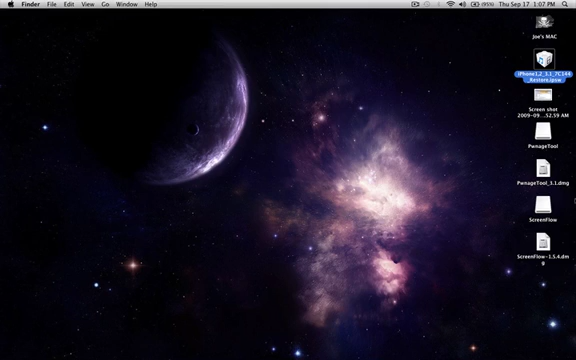 Finder File Edit View Go Window Help
(95%) Thu Sep 17 1:07 PM
Joe's MAC
iPhone1,2_3.1_7C144
_Restore.ipsw
Screen shot
2009-09 ...52.59 AM
PwnageTool
PwnageTool_3.1.dmg
ScreenFlow
ScreenFlow-1.5.4.dm
g